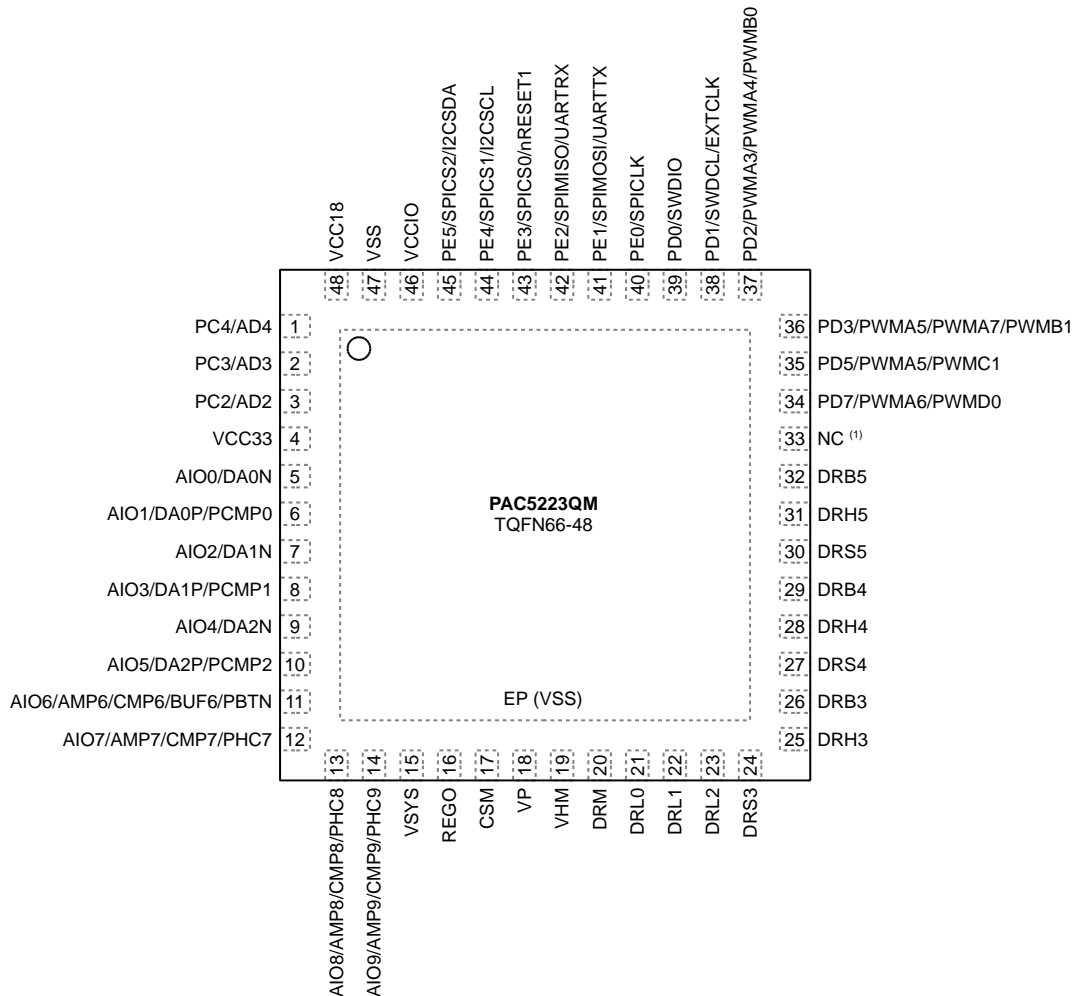 VCC18
VSS
VCCIO
PE5/SPICS2/I2CSDA
PE4/SPICS1/I2CSCL
PE3/SPICS0/nRESET1
PE2/SPIMISO/UARTRX
PE1/SPIMOSI/UARTTX
PE0/SPICLK
PD0/SWDIO
PD1/SWDCL/EXTCLK
PD2/PWMA3/PWMA4/PWMB0
48
47
46
45
44
43
42
41
40
39
38
37
PC4/AD4 1
PC3/AD3 2
PC2/AD2 3
VCC33 4
AIO0/DA0N 5
AIO1/DA0P/PCMP0 6
AIO2/DA1N 7
AIO3/DA1P/PCMP1 8
AIO4/DA2N 9
AIO5/DA2P/PCMP2 10
AIO6/AMP6/CMP6/BUF6/PBTN 11
AIO7/AMP7/CMP7/PHC7 12
PAC5223QM
TQFN66-48
EP (VSS)
36 PD3/PWMA5/PWMA7/PWMB1
35 PD5/PWMA5/PWMC1
34 PD7/PWMA6/PWMD0
33 NC (1)
32 DRB5
31 DRH5
30 DRS5
29 DRB4
28 DRH4
27 DRS4
26 DRB3
25 DRH3
13
14
15
16
17
18
19
20
21
22
23
24
AIO8/AMP8/CMP8/PHC8
AIO9/AMP9/CMP9/PHC9
VSYS
REGO
CSM
VP
VHM
DRM
DRL0
DRL1
DRL2
DRS3